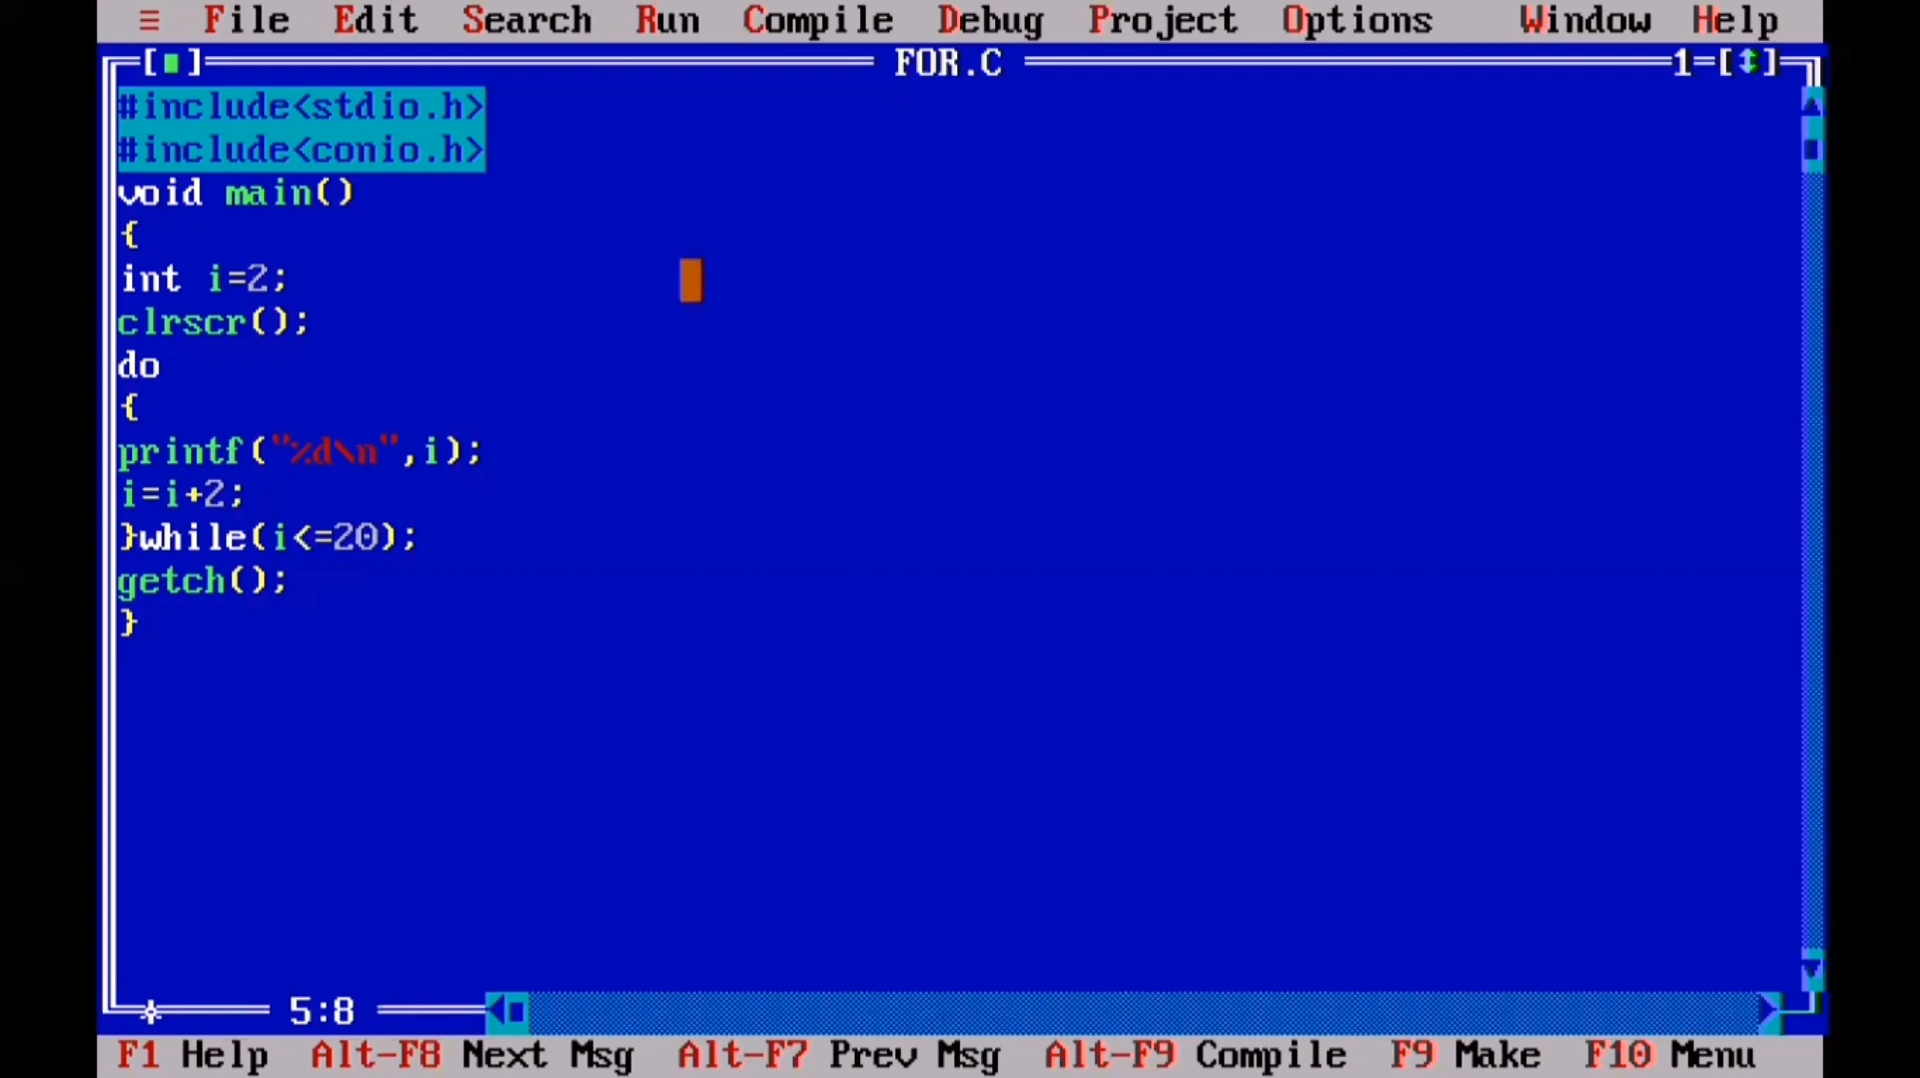 ≡ File Edit Search Run Compile Debug Project Options Window Help
[■] FOR.C 1=[↕]
#include<stdio.h>
#include<conio.h>
void main()
{
int i=2;
clrscr();
do
{
printf("%d\n",i);
i=i+2;
}while(i<=20);
getch();
}
5:8
F1 Help Alt-F8 Next Msg Alt-F7 Prev Msg Alt-F9 Compile F9 Make F10 Menu